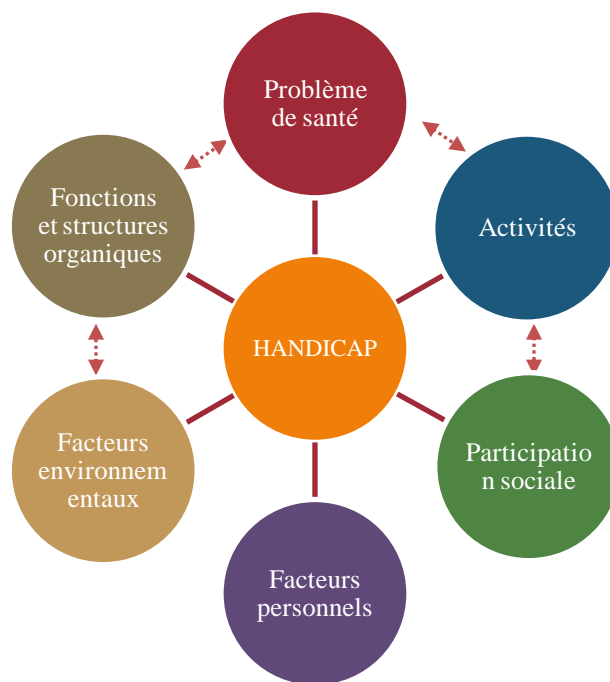 Problème
de santé
Fonctions
et structures
organiques
Activités
HANDICAP
Facteurs
environnem
entaux
Participatio
n sociale
Facteurs
personnels